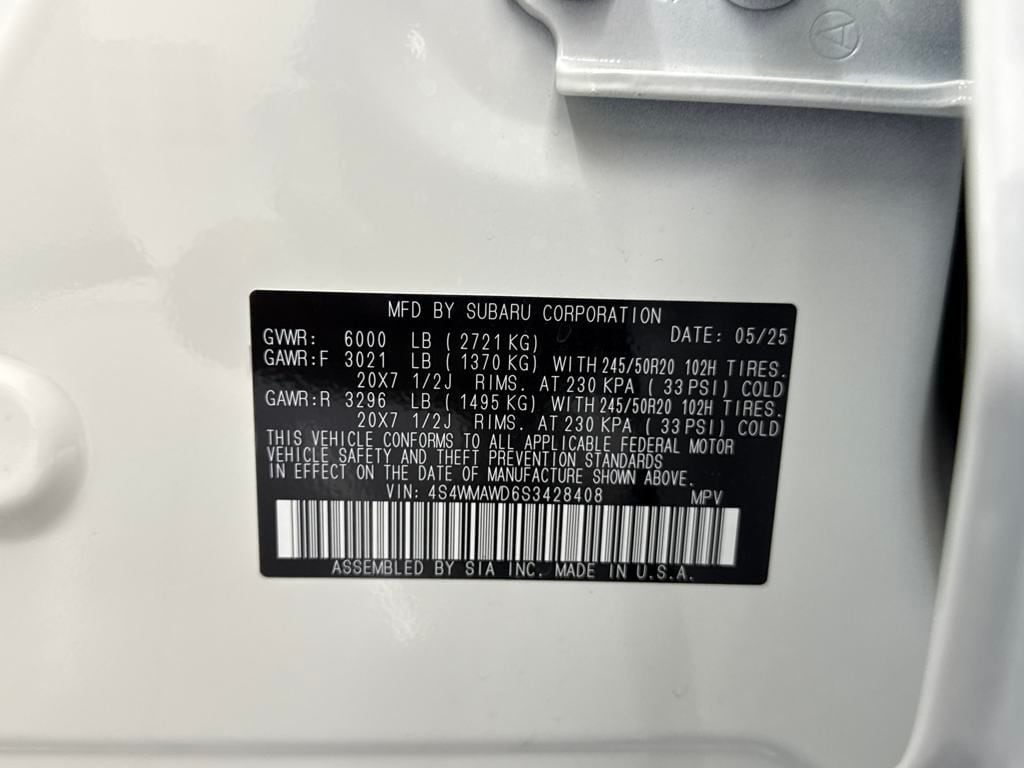 A
MFD BY SUBARU CORPORATION
DATE: 05/25
GVWR: 6000 LB ( 2721 KG)
GAWR:F 3021 LB ( 1370 KG) WITH 245/50R20 102H TIRES.
20X7 1/2J RIMS. AT 230 KPA ( 33 PSI) COLD
GAWR:R 3296 LB ( 1495 KG) WITH 245/50R20 102H TIRES.
20X7 1/2J RIMS. AT 230 KPA ( 33 PSI) COLD
THIS VEHICLE CONFORMS TO ALL APPLICABLE FEDERAL MOTOR
VEHICLE SAFETY AND THEFT PREVENTION STANDARDS
IN EFFECT ON THE DATE OF MANUFACTURE SHOWN ABOVE.
VIN: 4S4WMAWD6S3428408 MPV
ASSEMBLED BY SIA INC. MADE IN U.S.A.